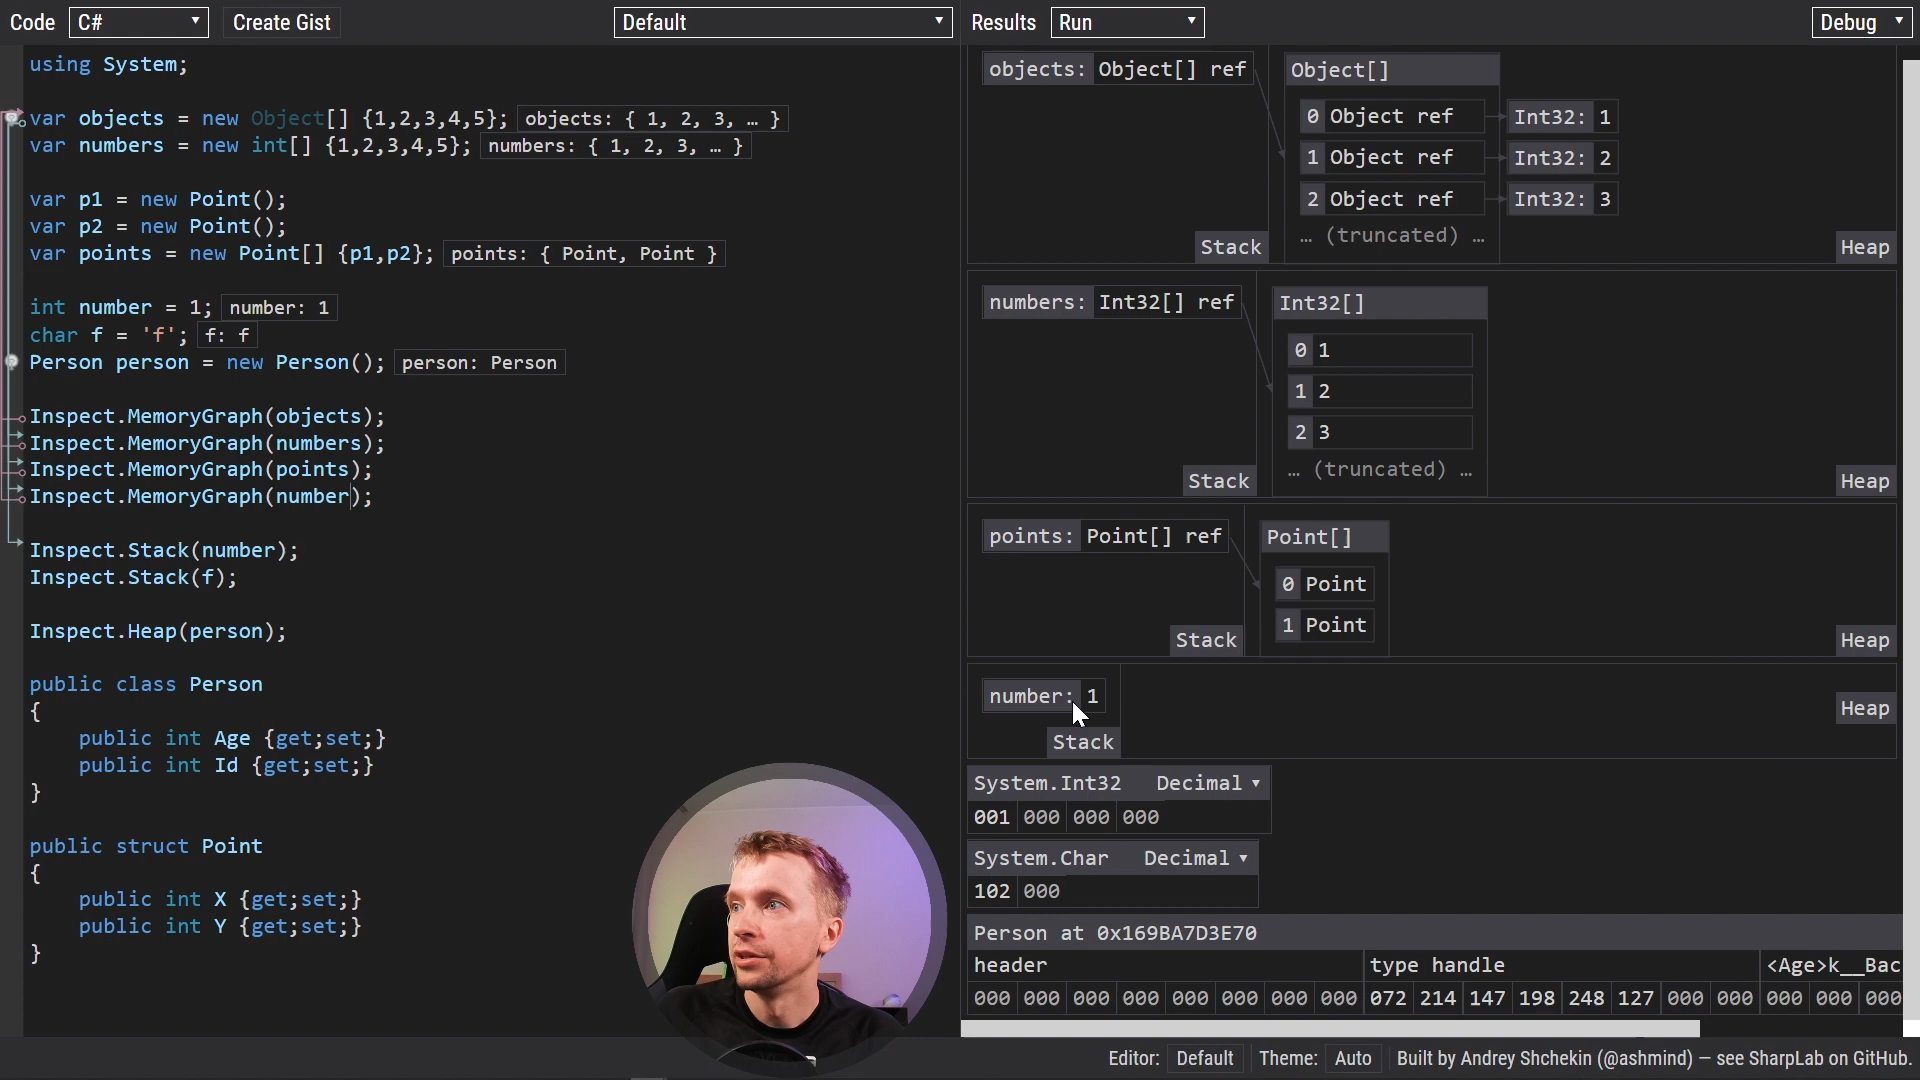 Code C# Create Gist Default
using System;
var objects = new Object[] {1,2,3,4,5}; objects: { 1, 2, 3, … }
var numbers = new int[] {1,2,3,4,5}; numbers: { 1, 2, 3, … }
var p1 = new Point();
var p2 = new Point();
var points = new Point[] {p1,p2}; points: { Point, Point }
int number = 1; number: 1
char f = 'f'; f: f
Person person = new Person(); person: Person
Inspect.MemoryGraph(objects);
Inspect.MemoryGraph(numbers);
Inspect.MemoryGraph(points);
Inspect.MemoryGraph(number);
Inspect.Stack(number);
Inspect.Stack(f);
Inspect.Heap(person);
public class Person
{
public int Age {get;set;}
public int Id {get;set;}
}
public struct Point
{
public int X {get;set;}
public int Y {get;set;}
}
Results Run Debug
objects: Object[] ref Object[]
0 Object ref Int32: 1
1 Object ref Int32: 2
2 Object ref Int32: 3
… (truncated) …
Stack Heap
numbers: Int32[] ref Int32[]
0 1
1 2
2 3
… (truncated) …
Stack Heap
points: Point[] ref Point[]
0 Point
1 Point
Stack Heap
number: 1
Heap
Stack
System.Int32 Decimal
001 000 000 000
System.Char Decimal
102 000
Person at 0x169BA7D3E70
header type handle <Age>k__Bac
000 000 000 000 000 000 000 000 072 214 147 198 248 127 000 000 000 000 000
Editor: Default Theme: Auto Built by Andrey Shchekin (@ashmind) — see SharpLab on GitHub.